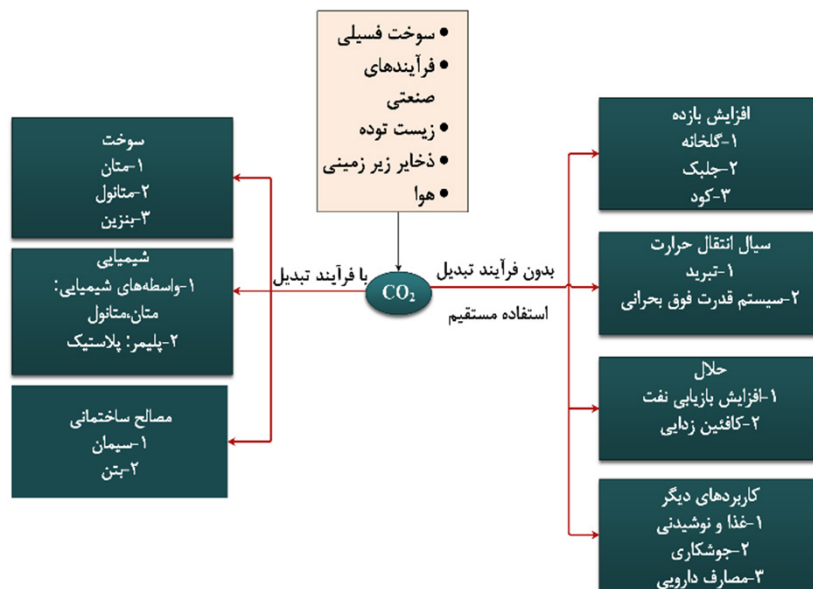 • سوخت فسیلی
• فرآیندهای
صنعتی
• زیست توده
• ذخایر زیر زمینی
• هوا
افزایش بازده
۱-گلخانه
۲-جلبک
۳-کود
سیال انتقال حرارت
۱-تبرید
۲-سیستم قدرت فوق بحرانی
حلال
۱-افزایش بازیابی نفت
۲-کافئین زدایی
کاربردهای دیگر
۱-غذا و نوشیدنی
۲-جوشکاری
۳-مصارف دارویی
بدون فرآیند تبدیل
استفاده مستقیم
CO₂
با فرآیند تبدیل
سوخت
۱-متان
۲-متانول
۳-بنزین
شیمیایی
۱-واسطه‌های شیمیایی:
متان،متانول
۲-پلیمر: پلاستیک
مصالح ساختمانی
۱-سیمان
۲-بتن